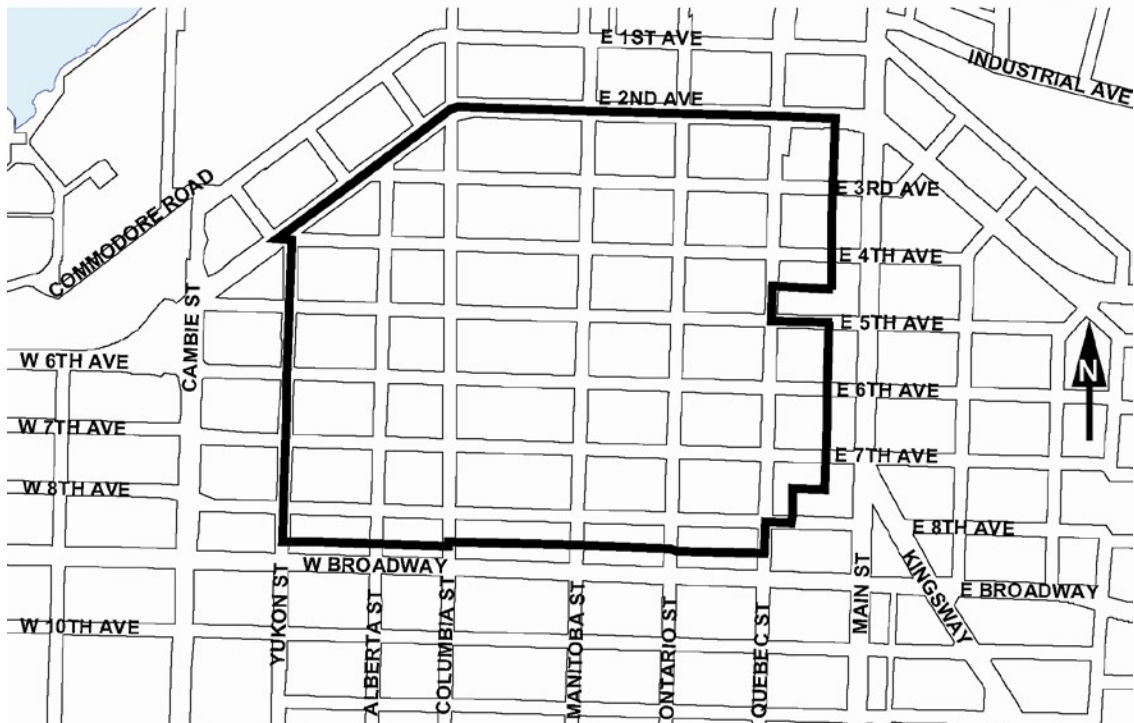 E 1ST AVE
INDUSTRIAL AVE
E 2ND AVE
COMMODORE ROAD
E 3RD AVE
E 4TH AVE
CAMBIE ST
E 5TH AVE
W 6TH AVE
N
E 6TH AVE
W 7TH AVE
E 7TH AVE
W 8TH AVE
E 8TH AVE
W BROADWAY
KINGSWAY
E BROADWAY
W 10TH AVE
YUKON ST
ALBERTA ST
COLUMBIA ST
MANITOBA ST
ONTARIO ST
QUEBEC ST
MAIN ST